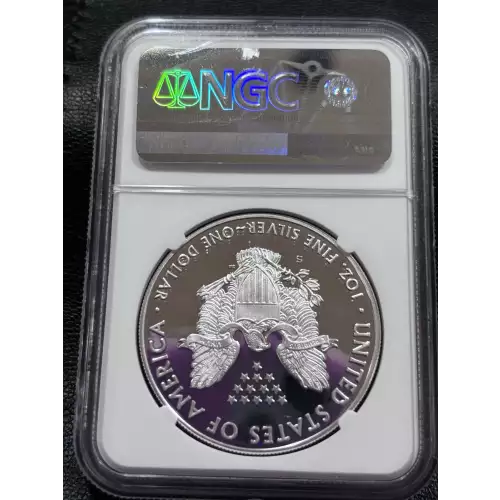 NGC
UNITED STATES OF AMERICA
S
1 OZ. FINE SILVER~ONE DOLLAR